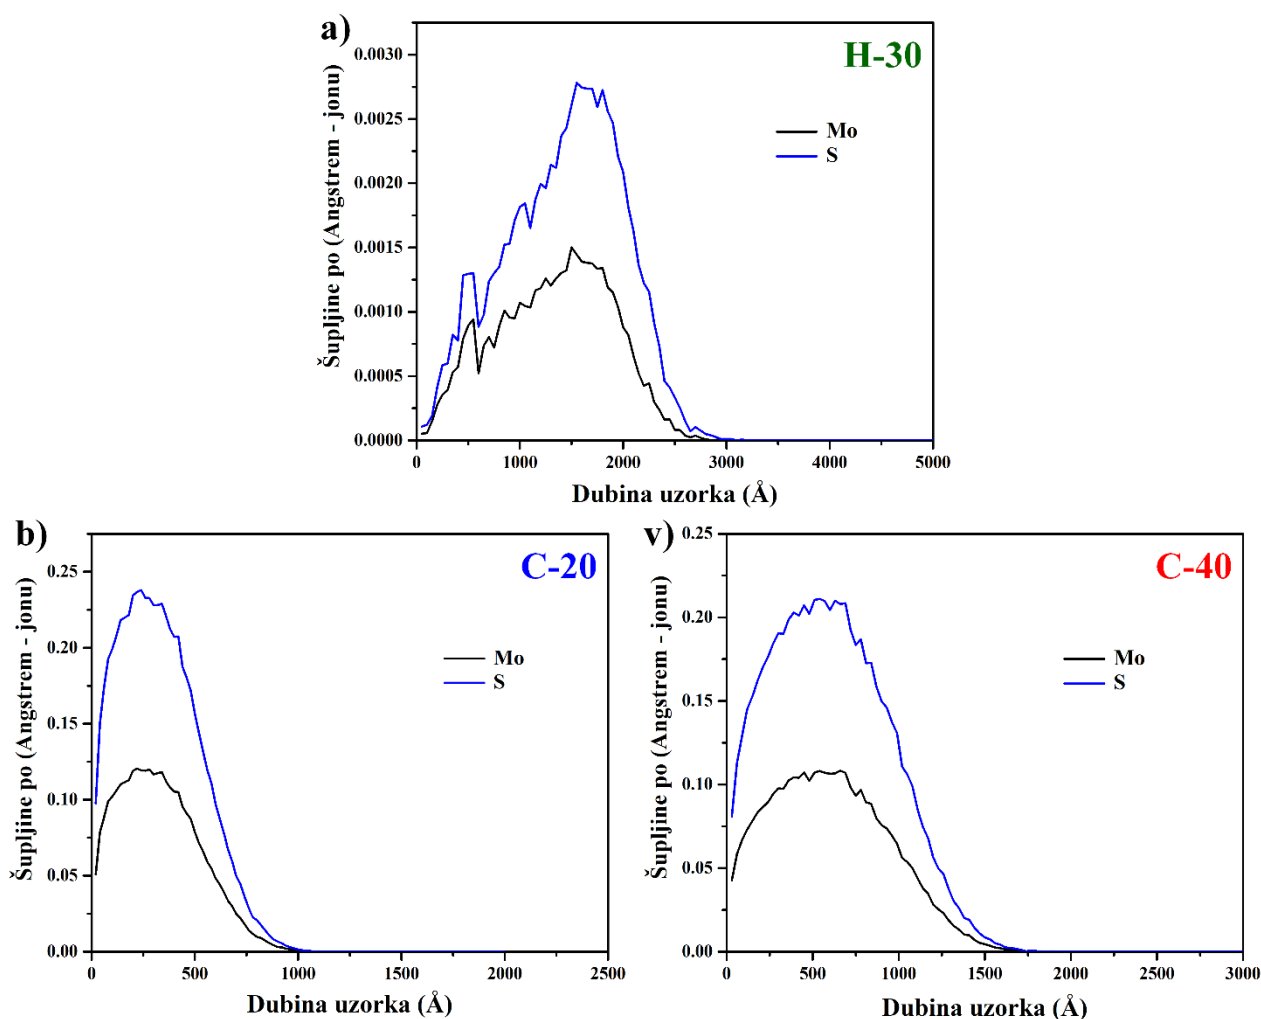 a)
H-30
Šupljine po (Angstrem - jonu)
0.0030
0.0025
0.0020
0.0015
0.0010
0.0005
0.0000
Mo
S
0 1000 2000 3000 4000 5000
Dubina uzorka (Å)
b)
C-20
Šupljine po (Angstrem - jonu)
0.25
0.20
0.15
0.10
0.05
0.00
Mo
S
0 500 1000 1500 2000 2500
Dubina uzorka (Å)
v)
C-40
Šupljine po (Angstrem - jonu)
0.25
0.20
0.15
0.10
0.05
0.00
Mo
S
0 500 1000 1500 2000 2500 3000
Dubina uzorka (Å)